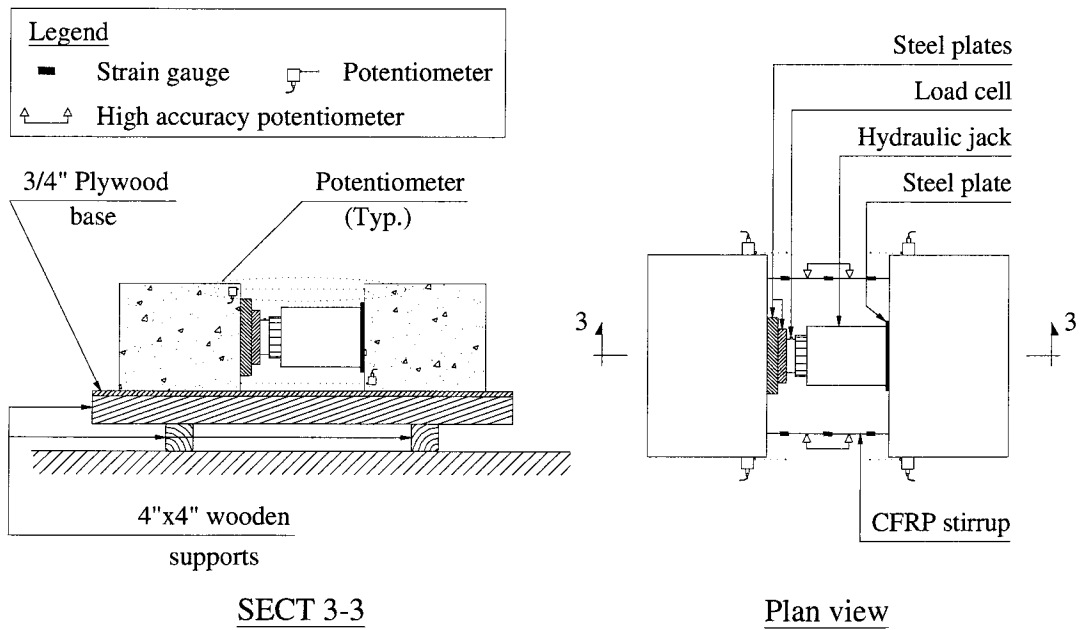 Legend
Strain gauge
Potentiometer
High accuracy potentiometer
3/4" Plywood
base
Potentiometer
(Typ.)
4"x4" wooden
supports
SECT 3-3
Steel plates
Load cell
Hydraulic jack
Steel plate
3
3
CFRP stirrup
Plan view